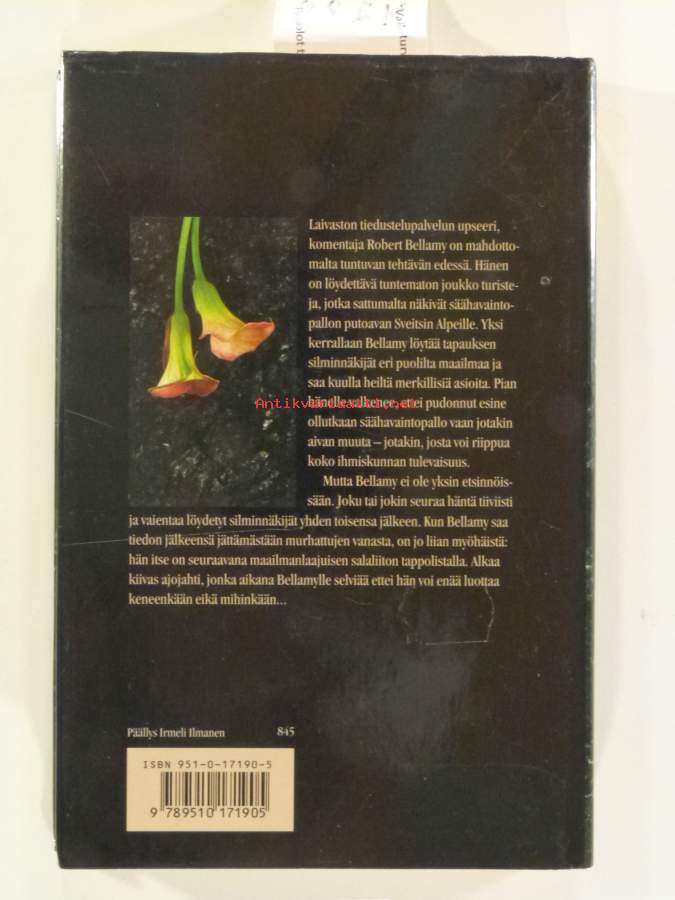 Laivaston tiedustelupalvelun upseeri,
komentaja Robert Bellamy on mahdotto-
malta tuntuvan tehtävän edessä. Hänen
on löydettävä tuntematon joukko turiste-
ja, jotka sattumalta näkivät säähavainto-
pallon putoavan Sveitsin Alpeille. Yksi
kerrallaan Bellamy löytää tapauksen
silminnäkijät eri puolilta maailmaa ja
saa kuulla heiltä merkillisiä asioita. Pian
hänelle valkenee, ettei pudonnut esine
Antikvariaatti.net
ollutkaan säähavaintopallo vaan jotakin
aivan muuta – jotakin, josta voi riippua
koko ihmiskunnan tulevaisuus.
Mutta Bellamy ei ole yksin etsinnöis-
sään. Joku tai jokin seuraa häntä tiiviisti
ja vaientaa löydetyt silminnäkijät yhden toisensa jälkeen. Kun Bellamy saa
tiedon jälkeensä jättämästään murhattujen vanasta, on jo liian myöhäistä:
hän itse on seuraavana maailmanlaajuisen salaliiton tappolistalla. Alkaa
kiivas ajojahti, jonka aikana Bellamylle selviää ettei hän voi enää luottaa
keneenkään eikä mihinkään...
Päällys Irmeli Ilmanen 845
ISBN 951-0-17190-5
9 789510 171905